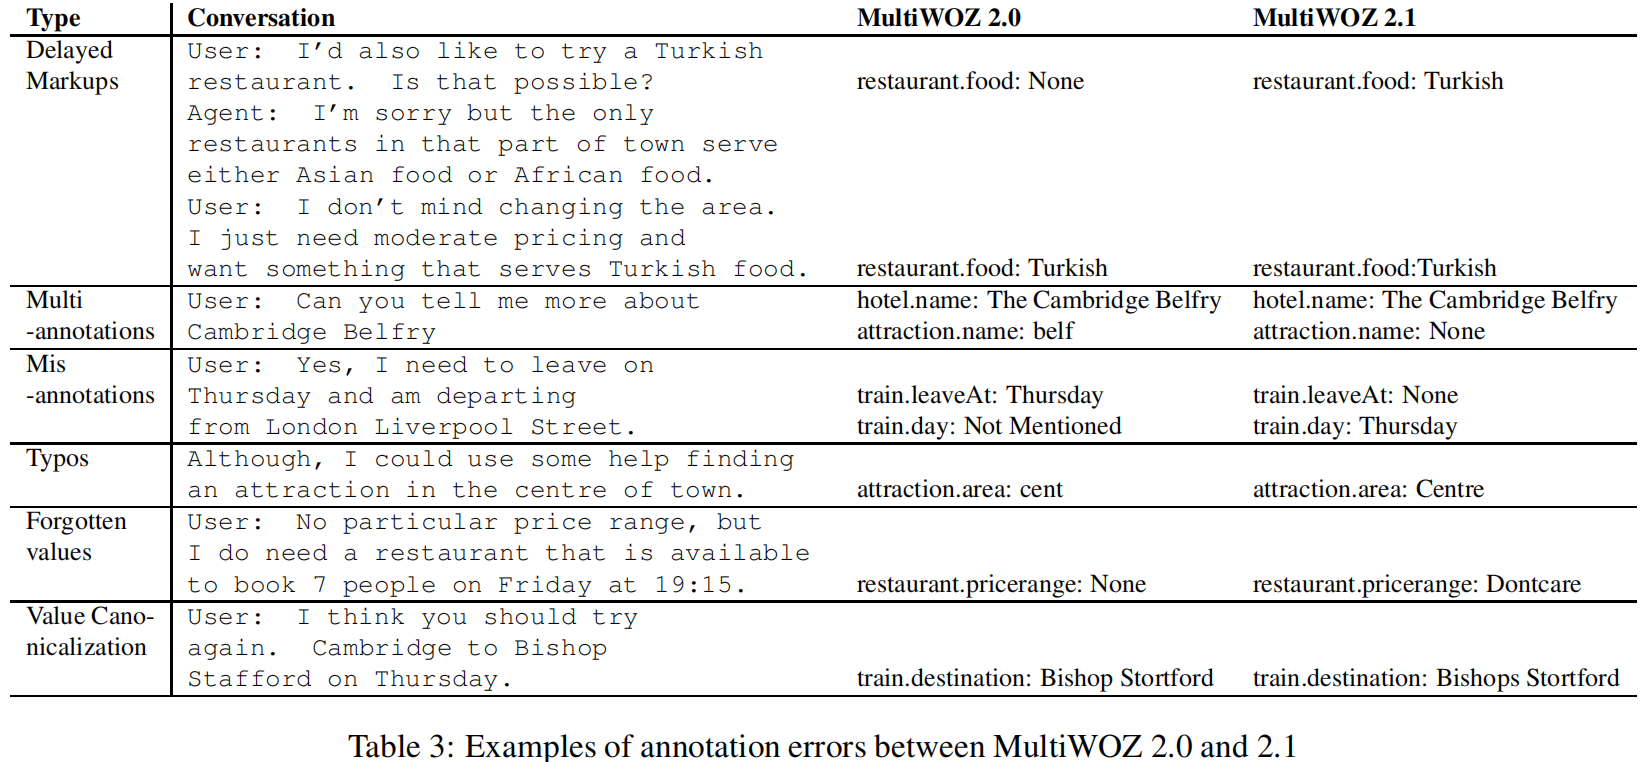 Type Conversation MultiWOZ 2.0 MultiWOZ 2.1
Delayed User: I'd also like to try a Turkish
Markups restaurant. Is that possible? restaurant.food: None restaurant.food: Turkish
Agent: I'm sorry but the only
restaurants in that part of town serve
either Asian food or African food.
User: I don't mind changing the area.
I just need moderate pricing and
want something that serves Turkish food. restaurant.food: Turkish restaurant.food:Turkish
Multi User: Can you tell me more about hotel.name: The Cambridge Belfry hotel.name: The Cambridge Belfry
-annotations Cambridge Belfry attraction.name: belf attraction.name: None
Mis User: Yes, I need to leave on
-annotations Thursday and am departing train.leaveAt: Thursday train.leaveAt: None
from London Liverpool Street. train.day: Not Mentioned train.day: Thursday
Typos Although, I could use some help finding
an attraction in the centre of town. attraction.area: cent attraction.area: Centre
Forgotten User: No particular price range, but
values I do need a restaurant that is available
to book 7 people on Friday at 19:15. restaurant.pricerange: None restaurant.pricerange: Dontcare
Value Cano- User: I think you should try
nicalization again. Cambridge to Bishop
Stafford on Thursday. train.destination: Bishop Stortford train.destination: Bishops Stortford
Table 3: Examples of annotation errors between MultiWOZ 2.0 and 2.1